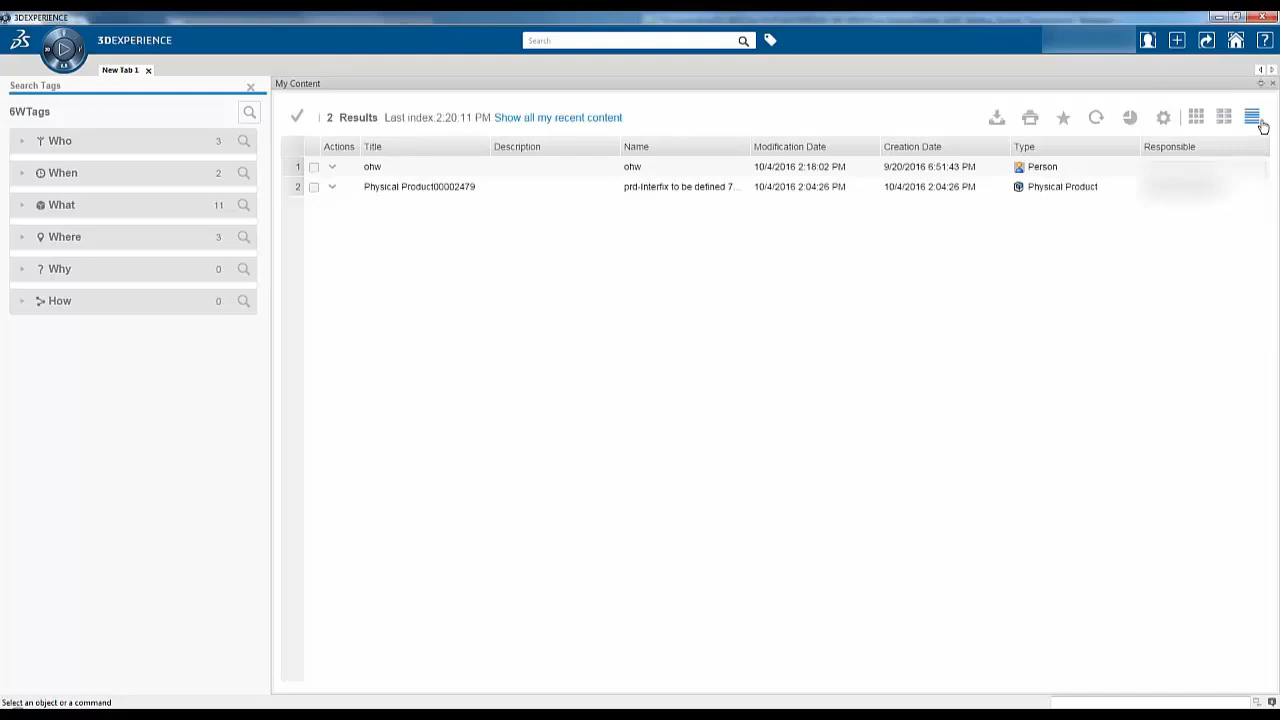 3DEXPERIENCE
3DEXPERIENCE
Search
New Tab 1
Search Tags
My Content
6WTags
2 Results Last index.2.20.11 PM Show all my recent content
Who 3
When 2
What 11
Where 3
Why 0
How 0
Actions Title Description Name Modification Date Creation Date Type Responsible
1 ohw ohw 10/4/2016 2:18:02 PM 9/20/2016 6:51:43 PM Person
2 Physical Product00002479 prd-Interfix to be defined 7... 10/4/2016 2:04:26 PM 10/4/2016 2:04:26 PM Physical Product
Select an object or a command